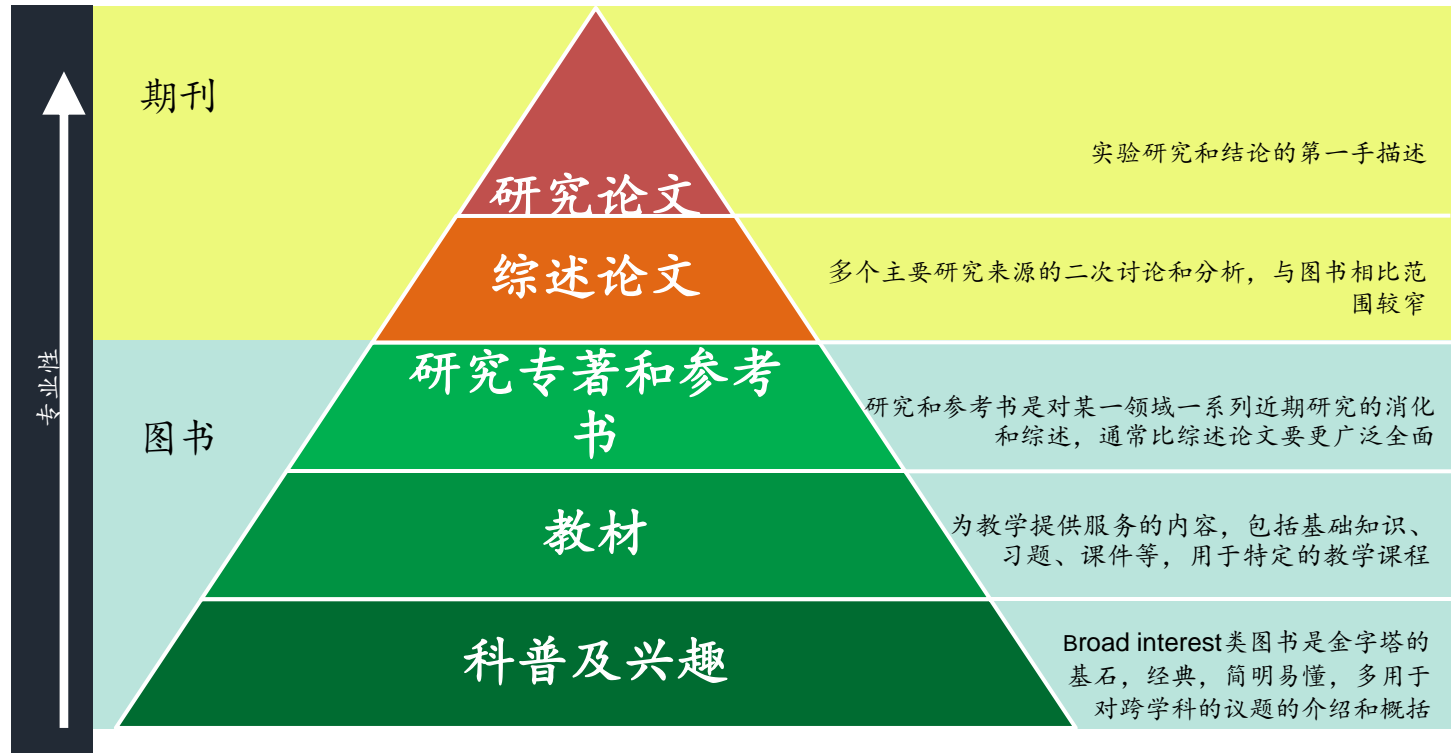 期刊
实验研究和结论的第一手描述
研究论文
综述论文
多个主要研究来源的二次讨论和分析，与图书相比范
围较窄
专业性
图书
研究专著和参考
书
研究和参考书是对某一领域一系列近期研究的消化
和综述，通常比综述论文要更广泛全面
教材
为教学提供服务的内容，包括基础知识、
习题、课件等，用于特定的教学课程
科普及兴趣
Broad interest类图书是金字塔的
基石，经典，简明易懂，多用于
对跨学科的议题的介绍和概括